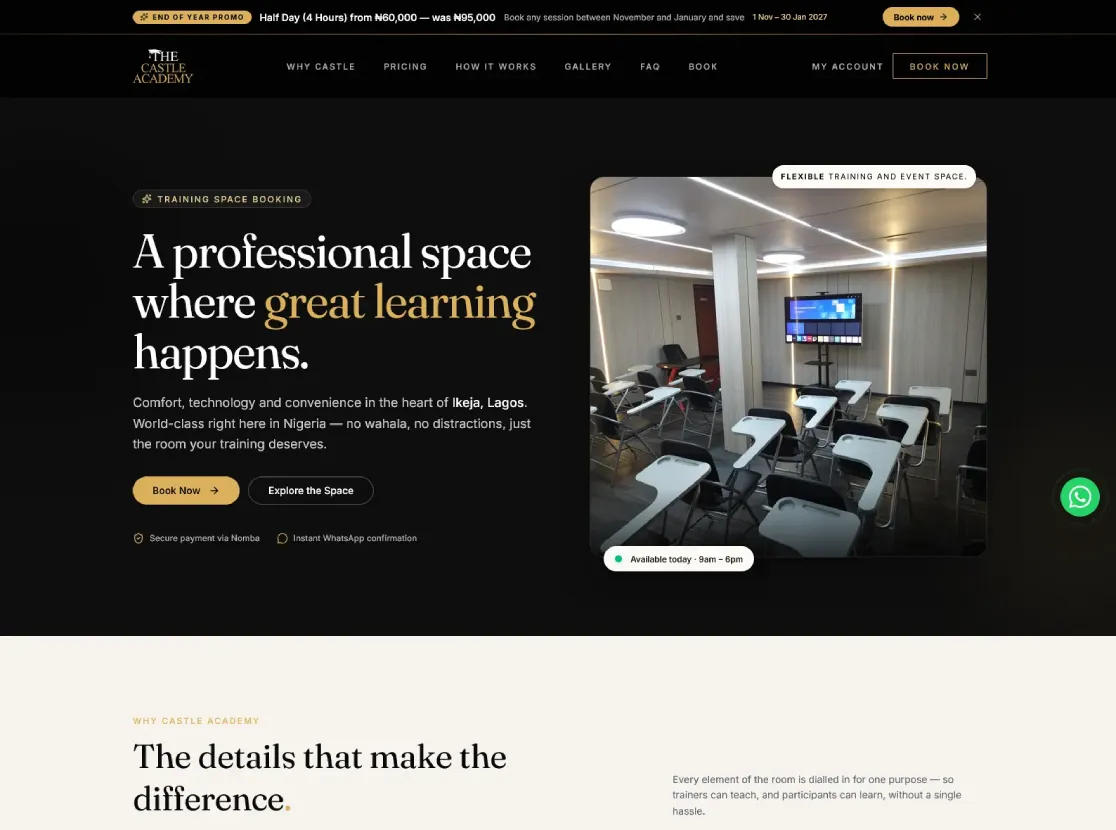 END OF YEAR PROMO Half Day (4 Hours) from ₦60,000 — was ₦95,000 Book any session between November and January and save 1 Nov – 30 Jan 2027 Book now →
THE
CASTLE
ACADEMY
WHY CASTLE PRICING HOW IT WORKS GALLERY FAQ BOOK MY ACCOUNT BOOK NOW
TRAINING SPACE BOOKING
A professional space
where great learning
happens.
Comfort, technology and convenience in the heart of Ikeja, Lagos.
World-class right here in Nigeria — no wahala, no distractions, just
the room your training deserves.
Book Now → Explore the Space
Secure payment via Nomba Instant WhatsApp confirmation
FLEXIBLE TRAINING AND EVENT SPACE.
Available today · 9am – 6pm
WHY CASTLE ACADEMY
The details that make the
difference.
Every element of the room is dialled in for one purpose — so
trainers can teach, and participants can learn, without a single
hassle.